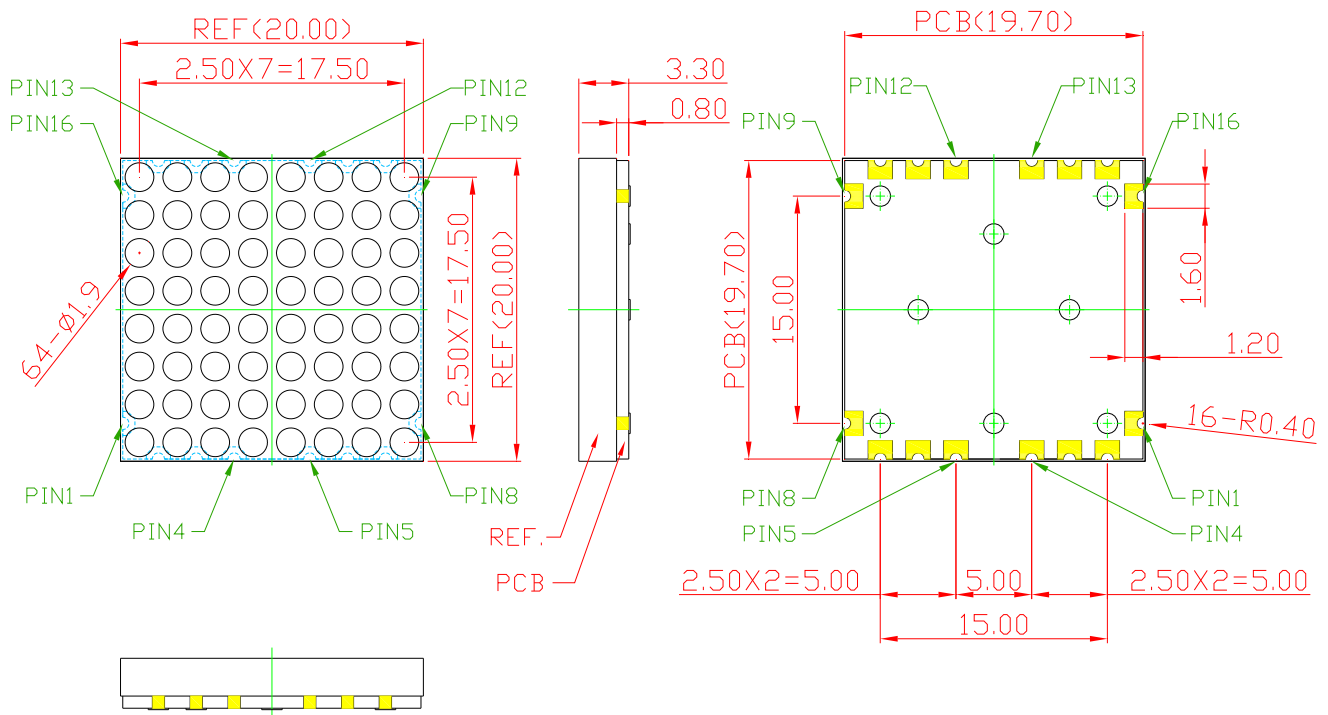 REF(20.00)
2.50X7=17.50
PIN13
PIN12
PIN16
PIN9
64-Ø1.9
2.50X7=17.50
REF(20.00)
PIN1
PIN8
PIN4
PIN5
3.30
0.80
REF.
PCB
PCB(19.70)
PIN12
PIN13
PIN9
PIN16
PCB(19.70)
15.00
1.60
1.20
16-R0.40
PIN8
PIN1
PIN5
PIN4
2.50X2=5.00
5.00
2.50X2=5.00
15.00